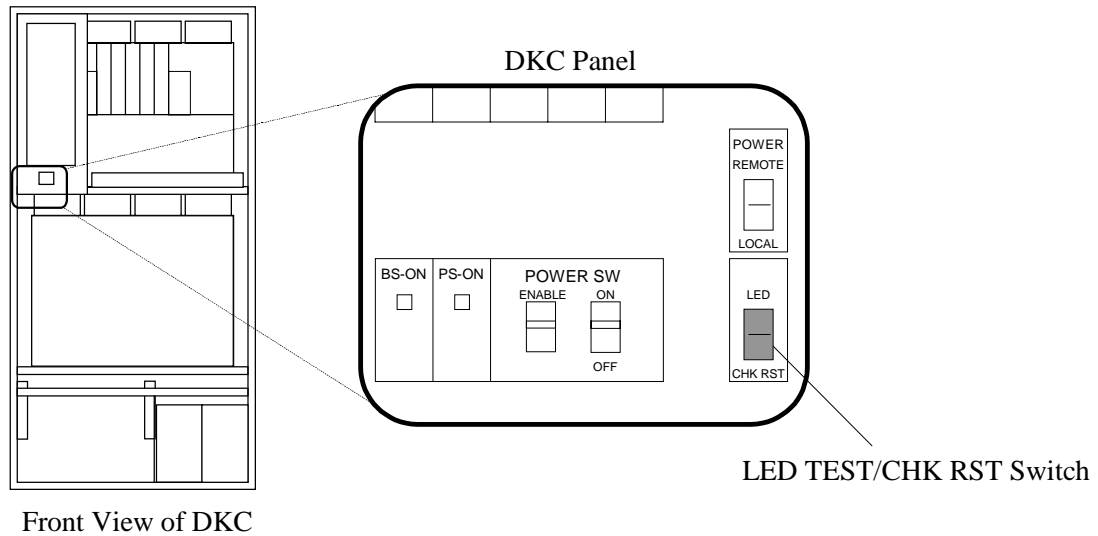 DKC Panel
POWER
REMOTE
LOCAL
BS-ON
PS-ON
POWER SW
ENABLE
ON
OFF
LED
CHK RST
LED TEST/CHK RST Switch
Front View of DKC